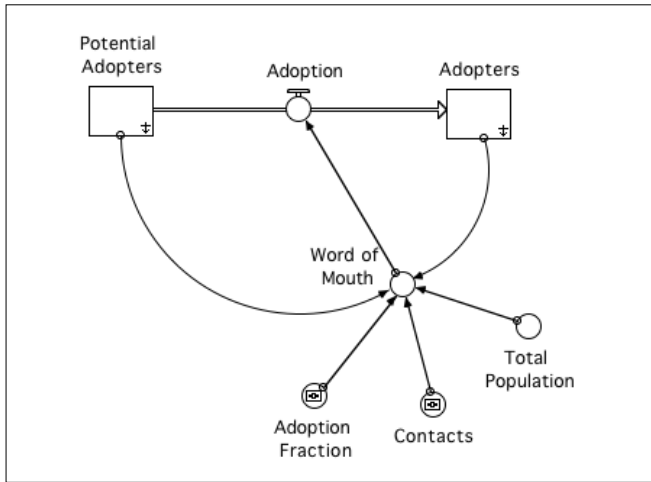 Potential
Adopters
Adoption
Adopters
Word of
Mouth
Total
Population
Adoption
Fraction
Contacts